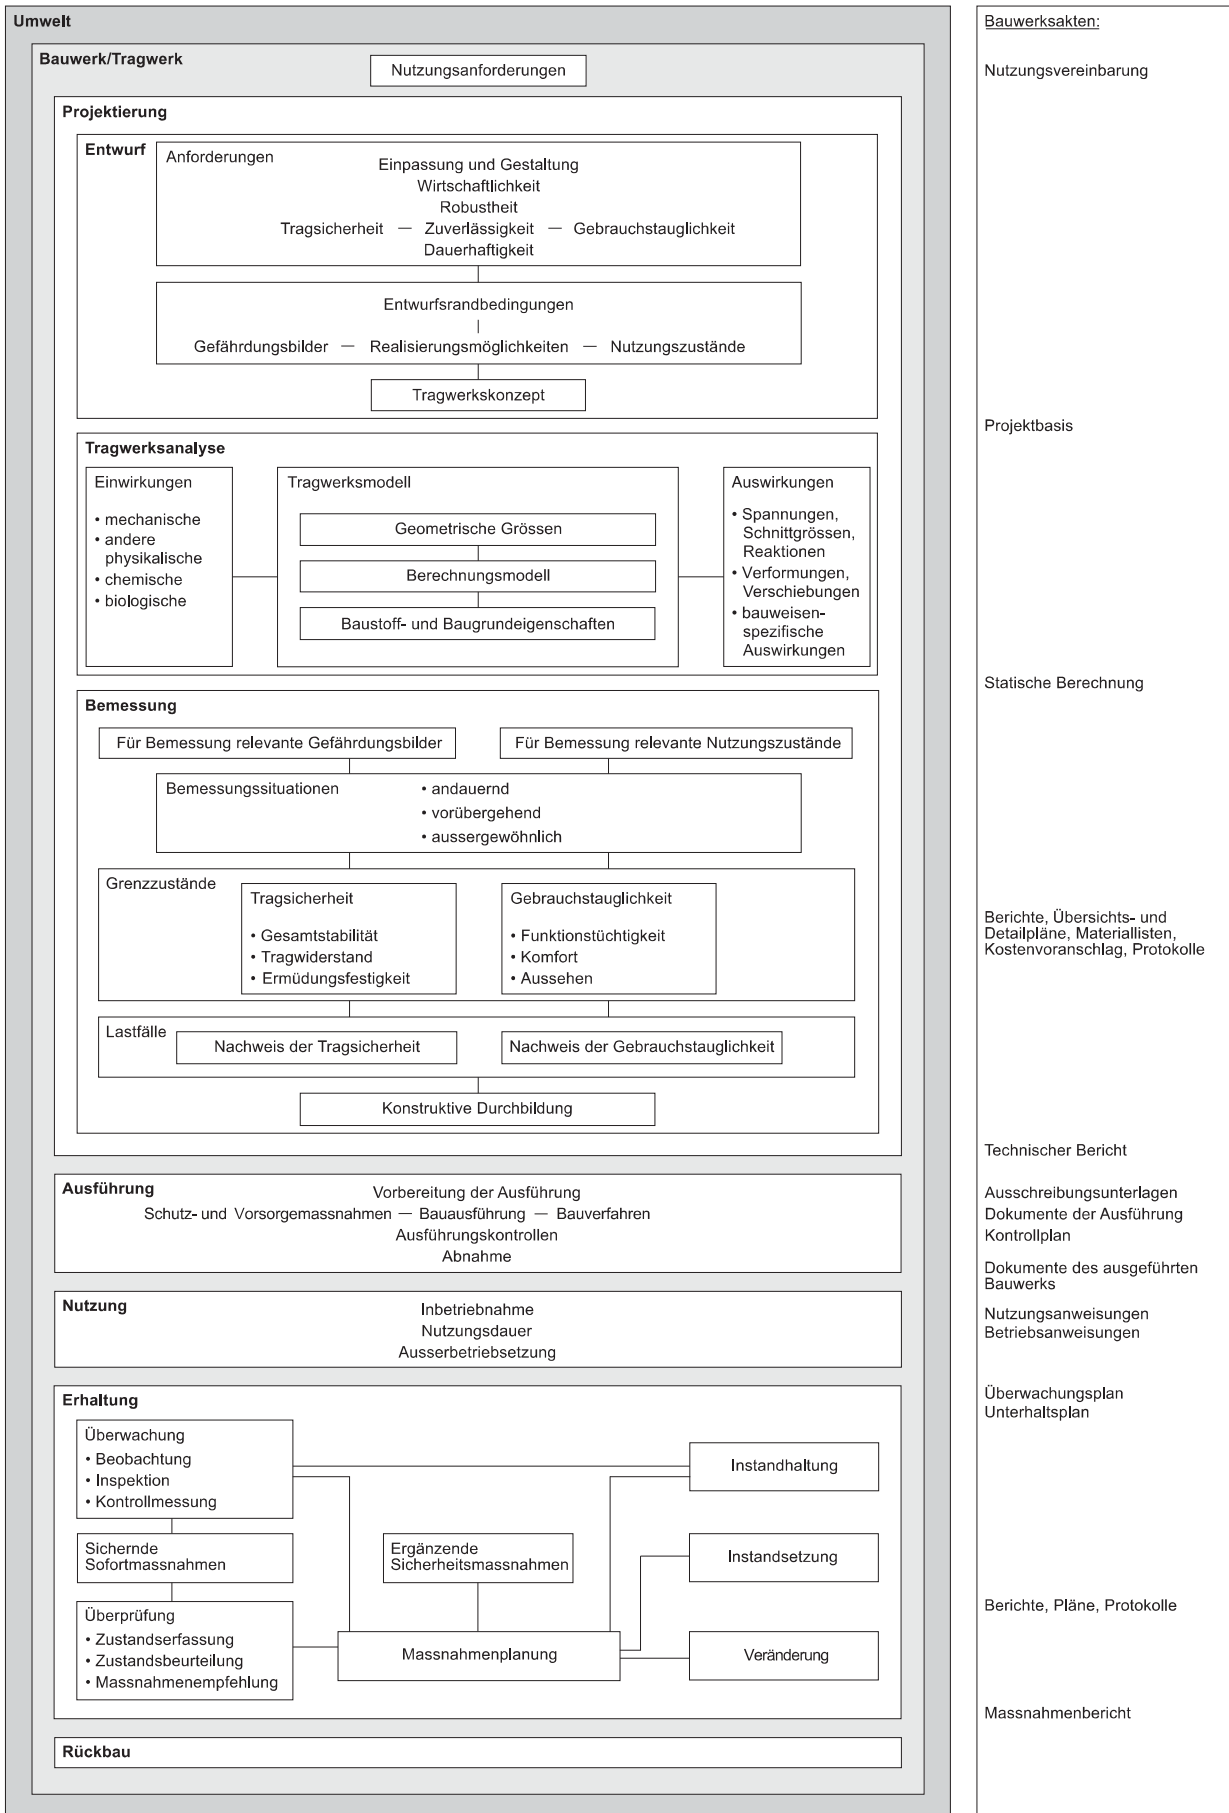 Umwelt
Bauwerk/Tragwerk
Nutzungsanforderungen
Projektierung
Entwurf
Anforderungen
Einpassung und Gestaltung
Wirtschaftlichkeit
Robustheit
Tragsicherheit — Zuverlässigkeit — Gebrauchstauglichkeit
Dauerhaftigkeit
Entwurfsrandbedingungen
Gefährdungsbilder — Realisierungsmöglichkeiten — Nutzungszustände
Tragwerkskonzept
Tragwerksanalyse
Einwirkungen
• mechanische
• andere
physikalische
• chemische
• biologische
Tragwerksmodell
Geometrische Grössen
Berechnungsmodell
Baustoff- und Baugrundeigenschaften
Auswirkungen
• Spannungen,
Schnittgrössen,
Reaktionen
• Verformungen,
Verschiebungen
• bauweisen-
spezifische
Auswirkungen
Bemessung
Für Bemessung relevante Gefährdungsbilder
Für Bemessung relevante Nutzungszustände
Bemessungssituationen
• andauernd
• vorübergehend
• aussergewöhnlich
Grenzzustände
Tragsicherheit
• Gesamtstabilität
• Tragwiderstand
• Ermüdungsfestigkeit
Gebrauchstauglichkeit
• Funktionstüchtigkeit
• Komfort
• Aussehen
Lastfälle
Nachweis der Tragsicherheit
Nachweis der Gebrauchstauglichkeit
Konstruktive Durchbildung
Ausführung
Vorbereitung der Ausführung
Schutz- und Vorsorgemassnahmen — Bauausführung — Bauverfahren
Ausführungskontrollen
Abnahme
Nutzung
Inbetriebnahme
Nutzungsdauer
Ausserbetriebsetzung
Erhaltung
Überwachung
• Beobachtung
• Inspektion
• Kontrollmessung
Sichernde
Sofortmassnahmen
Überprüfung
• Zustandserfassung
• Zustandsbeurteilung
• Massnahmenempfehlung
Ergänzende
Sicherheitsmassnahmen
Massnahmenplanung
Instandhaltung
Instandsetzung
Veränderung
Rückbau
Bauwerksakten:
Nutzungsvereinbarung
Projektbasis
Statische Berechnung
Berichte, Übersichts- und
Detailpläne, Materiallisten,
Kostenvoranschlag, Protokolle
Technischer Bericht
Ausschreibungsunterlagen
Dokumente der Ausführung
Kontrollplan
Dokumente des ausgeführten
Bauwerks
Nutzungsanweisungen
Betriebsanweisungen
Überwachungsplan
Unterhaltsplan
Berichte, Pläne, Protokolle
Massnahmenbericht